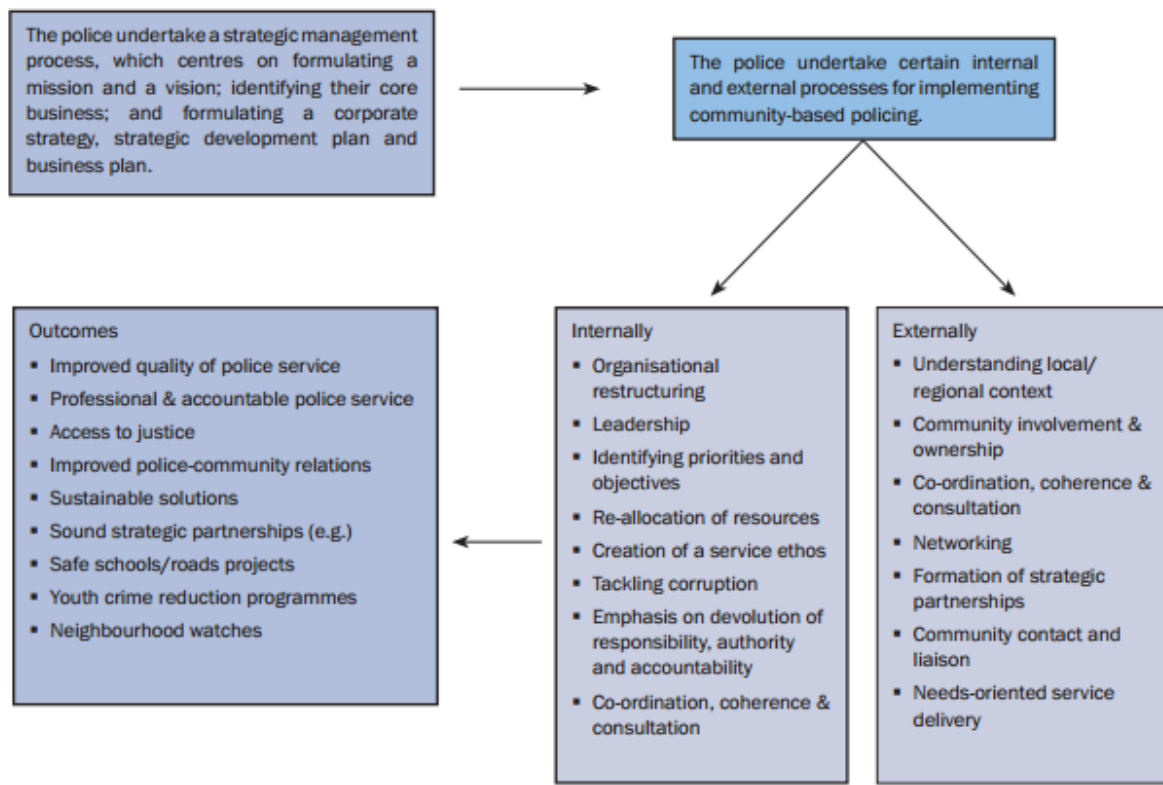 The police undertake a strategic management
process, which centres on formulating a
mission and a vision; identifying their core
business; and formulating a corporate
strategy, strategic development plan and
business plan.
The police undertake certain internal
and external processes for implementing
community-based policing.
Outcomes
▪ Improved quality of police service
▪ Professional & accountable police service
▪ Access to justice
▪ Improved police-community relations
▪ Sustainable solutions
▪ Sound strategic partnerships (e.g.)
▪ Safe schools/roads projects
▪ Youth crime reduction programmes
▪ Neighbourhood watches
Internally
▪ Organisational
restructuring
▪ Leadership
▪ Identifying priorities and
objectives
▪ Re-allocation of resources
▪ Creation of a service ethos
▪ Tackling corruption
▪ Emphasis on devolution of
responsibility, authority
and accountability
▪ Co-ordination, coherence &
consultation
Externally
▪ Understanding local/
regional context
▪ Community involvement &
ownership
▪ Co-ordination, coherence &
consultation
▪ Networking
▪ Formation of strategic
partnerships
▪ Community contact and
liaison
▪ Needs-oriented service
delivery